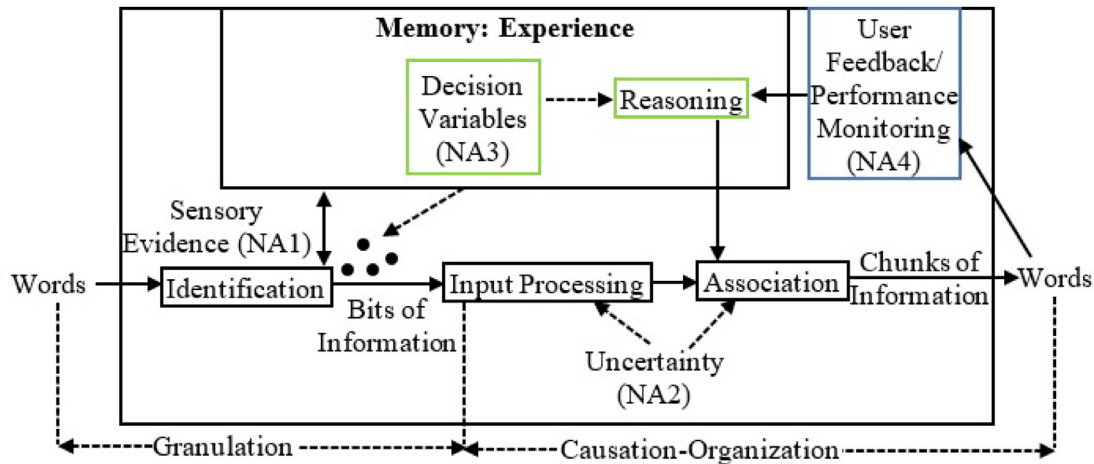 Memory: Experience
User
Feedback/
Performance
Monitoring
(NA4)
Decision
Variables
(NA3)
Reasoning
Sensory
Evidence (NA1)
Words
Identification
Bits of
Information
Input Processing
Association
Chunks of
Information
Words
Uncertainty
(NA2)
Granulation
Causation-Organization